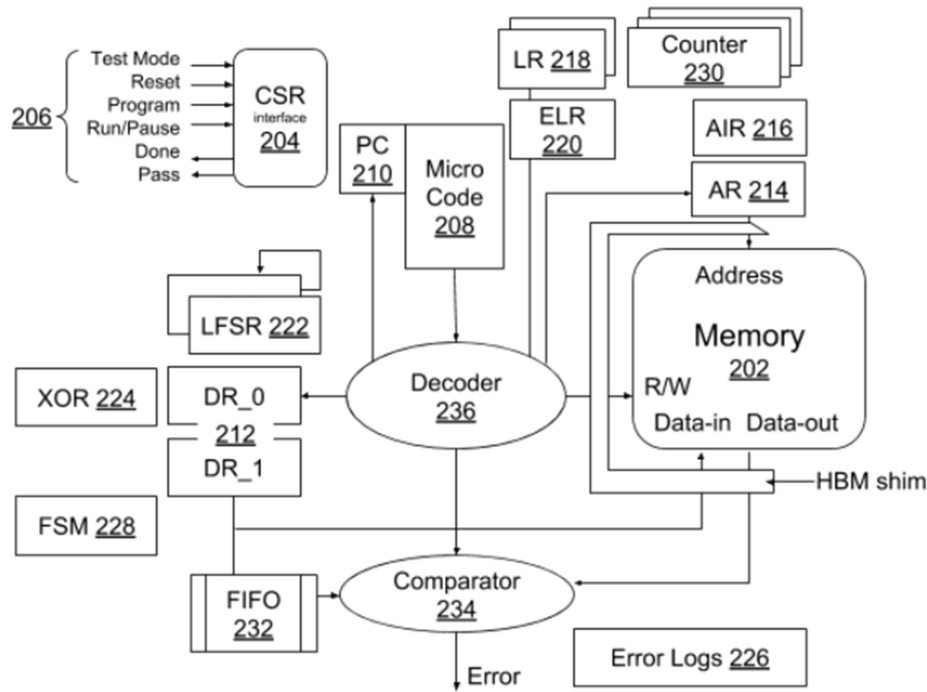 Test Mode
Reset
Program
Run/Pause
Done
Pass
206
CSR
interface
204
PC
210
Micro
Code
208
LR 218
ELR
220
Counter
230
AIR 216
AR 214
LFSR 222
Address
Memory
202
R/W
Data-in Data-out
XOR 224
DR_0
212
DR_1
Decoder
236
HBM shim
FSM 228
FIFO
232
Comparator
234
Error
Error Logs 226